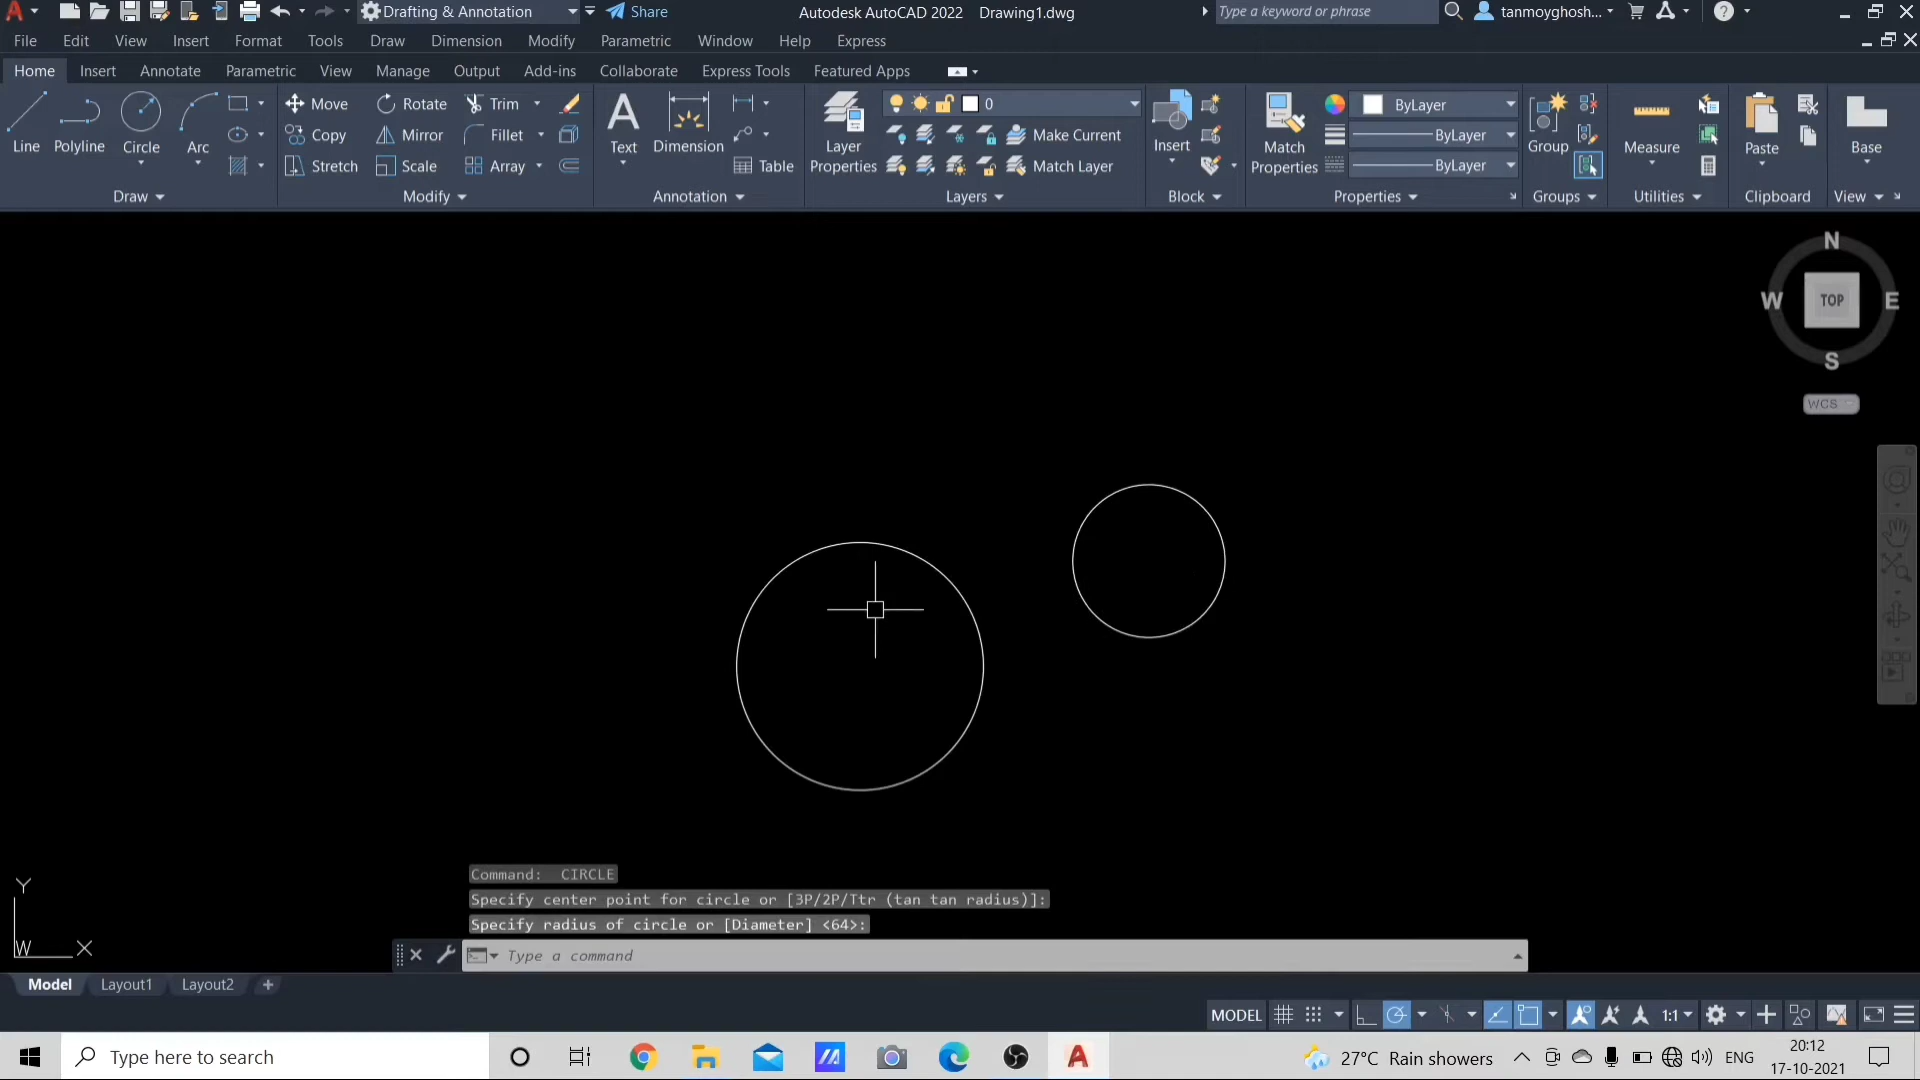 Drafting & Annotation Share Autodesk AutoCAD 2022 Drawing1.dwg Type a keyword or phrase tanmoyghosh...
File Edit View Insert Format Tools Draw Dimension Modify Parametric Window Help Express
Home Insert Annotate Parametric View Manage Output Add-ins Collaborate Express Tools Featured Apps
Line Polyline Circle Arc
Move Rotate Trim
Copy Mirror Fillet
Stretch Scale Array
Text Dimension
Table
Layer Properties
0
Make Current
Match Layer
Insert
Match Properties
ByLayer
ByLayer
ByLayer
Group
Measure
Paste
Base
Draw Modify Annotation Layers Block Properties Groups Utilities Clipboard View
N
W TOP E
S
WCS
Command: CIRCLE
Specify center point for circle or [3P/2P/Ttr (tan tan radius)]:
Specify radius of circle or [Diameter] <64>:
Type a command
Y
W X
Model Layout1 Layout2 +
MODEL 1:1
Type here to search
27°C Rain showers ENG
20:12
17-10-2021